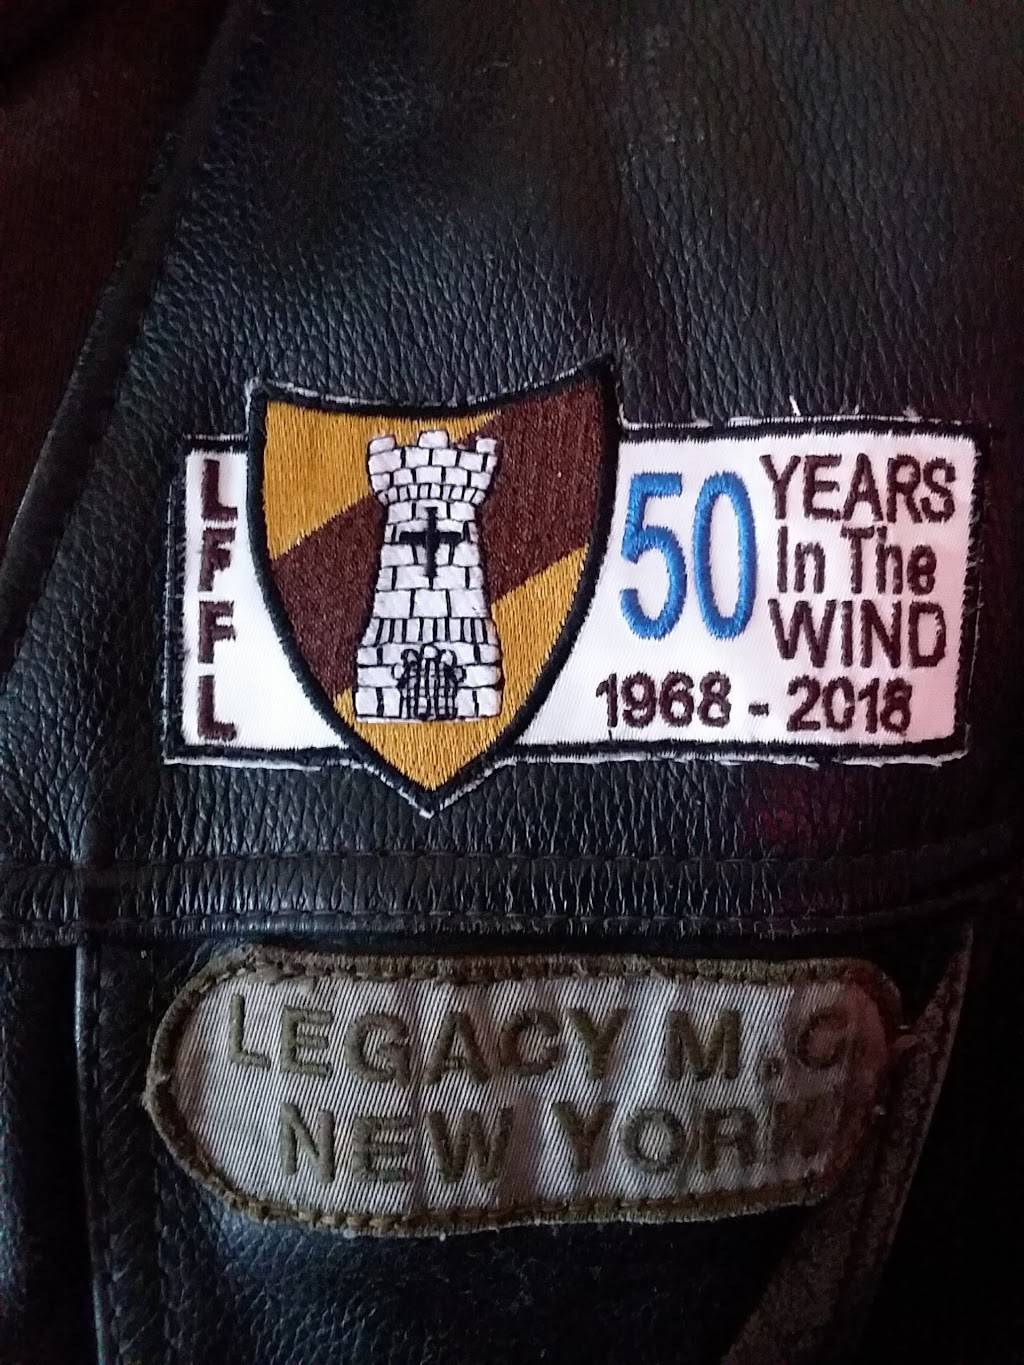 LFFL
50
YEARS
In The
WIND
1968 - 2018
LEGACY M.C.
NEW YORK